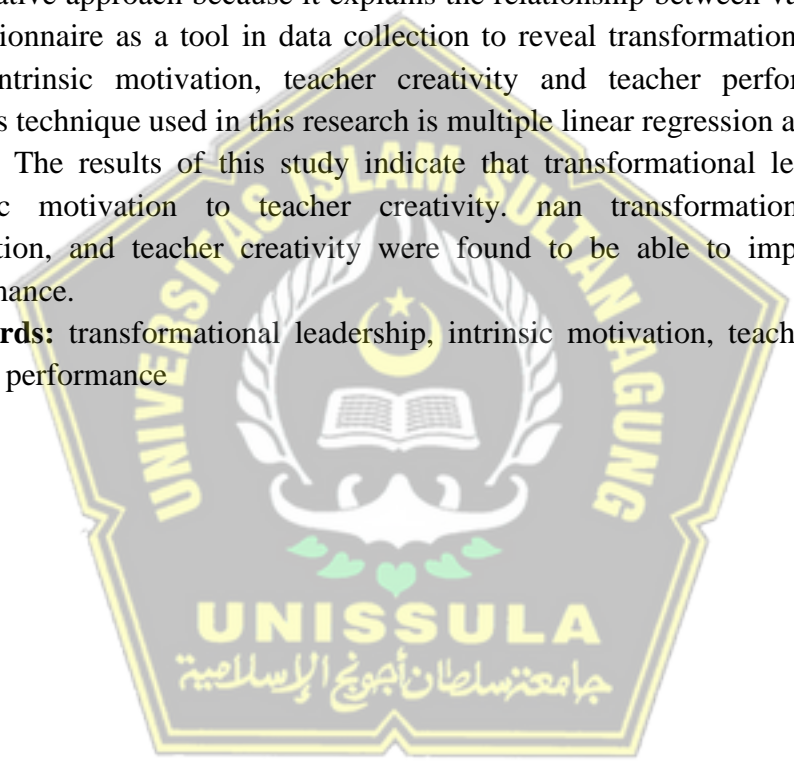 ative approach because it explains the relationship between va
ionnaire as a tool in data collection to reveal transformation
ntrinsic motivation, teacher creativity and teacher perfor
s technique used in this research is multiple linear regression a
The results of this study indicate that transformational le
c motivation to teacher creativity. nan transformation
tion, and teacher creativity were found to be able to imp
nance.
rds: transformational leadership, intrinsic motivation, teach
performance
UNIVERSITAS ISLAM SULTAN AGUNG
UNISSULA
جامعتنسلطان أجونج الإسلامية